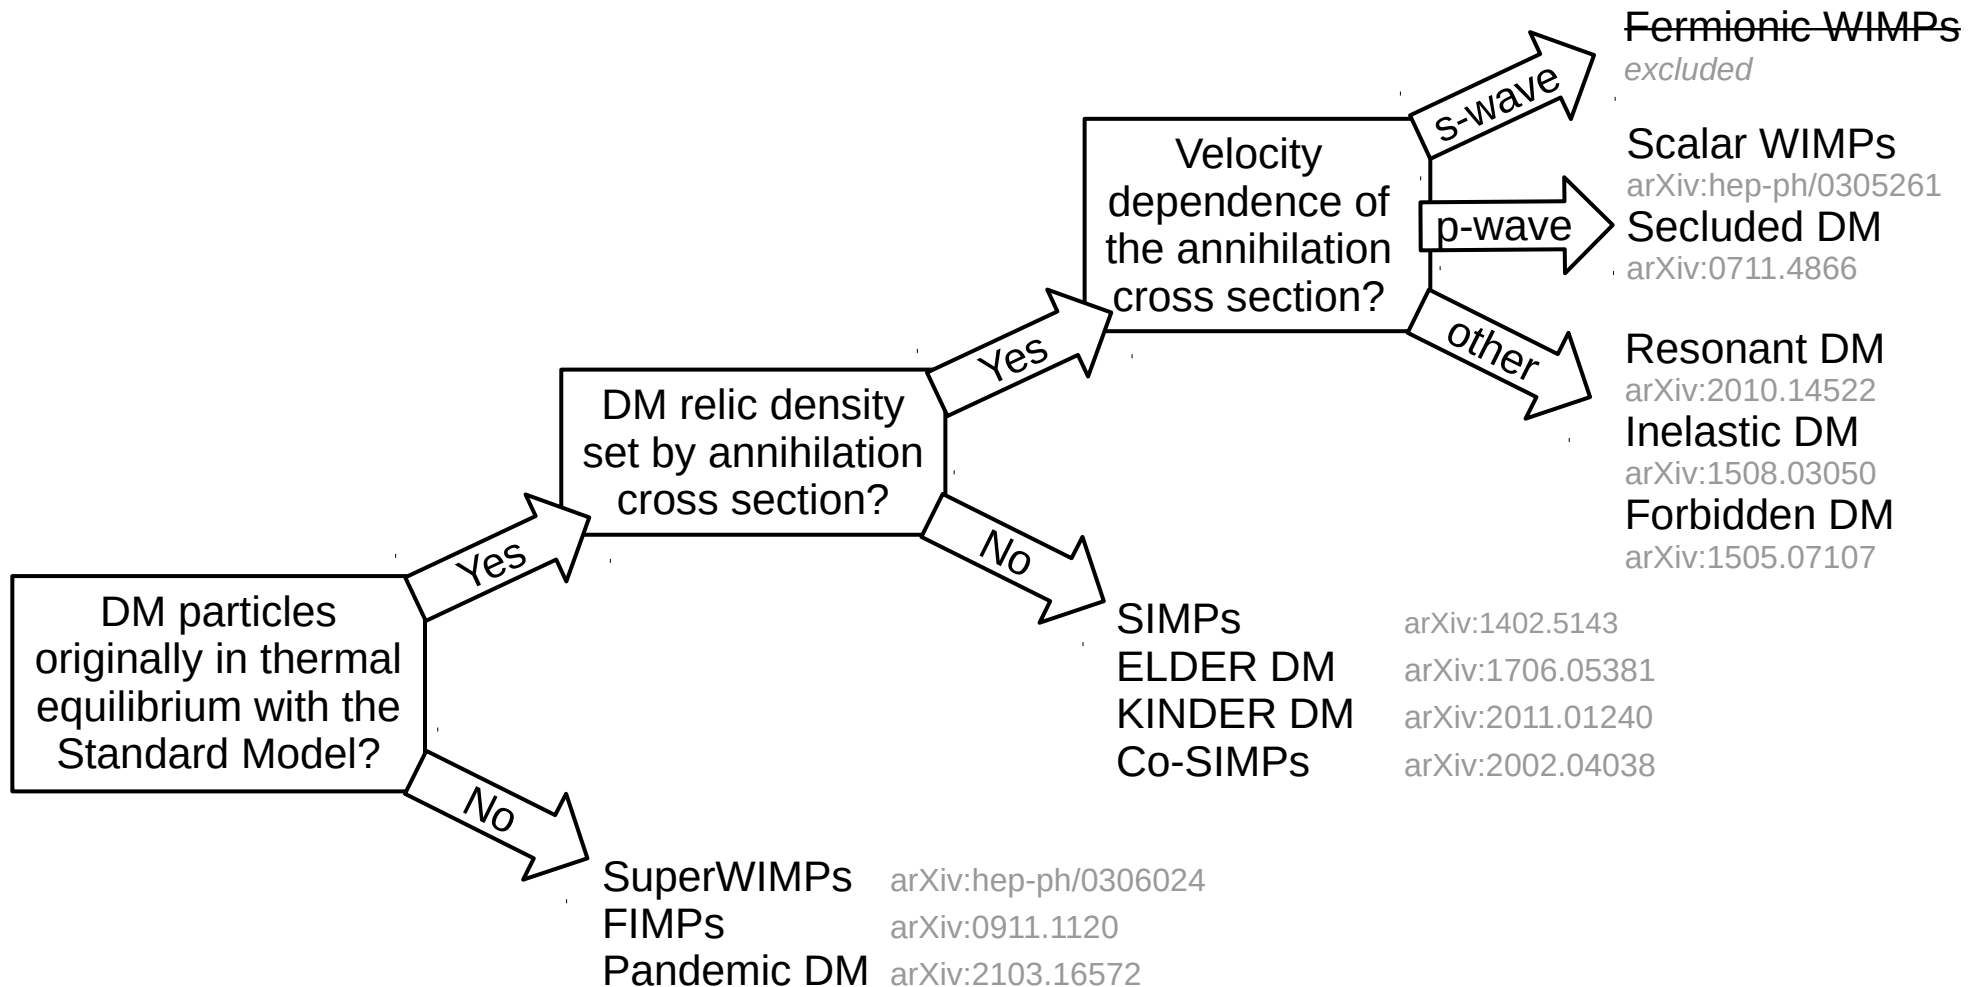 Fermionic WIMPs
excluded
s-wave
Velocity
dependence of
the annihilation
cross section?
Scalar WIMPs
arXiv:hep-ph/0305261
p-wave
Secluded DM
arXiv:0711.4866
other
Resonant DM
arXiv:2010.14522
Inelastic DM
arXiv:1508.03050
Forbidden DM
arXiv:1505.07107
Yes
DM relic density
set by annihilation
cross section?
No
SIMPs arXiv:1402.5143
ELDER DM arXiv:1706.05381
KINDER DM arXiv:2011.01240
Co-SIMPs arXiv:2002.04038
Yes
DM particles
originally in thermal
equilibrium with the
Standard Model?
No
SuperWIMPs arXiv:hep-ph/0306024
FIMPs arXiv:0911.1120
Pandemic DM arXiv:2103.16572